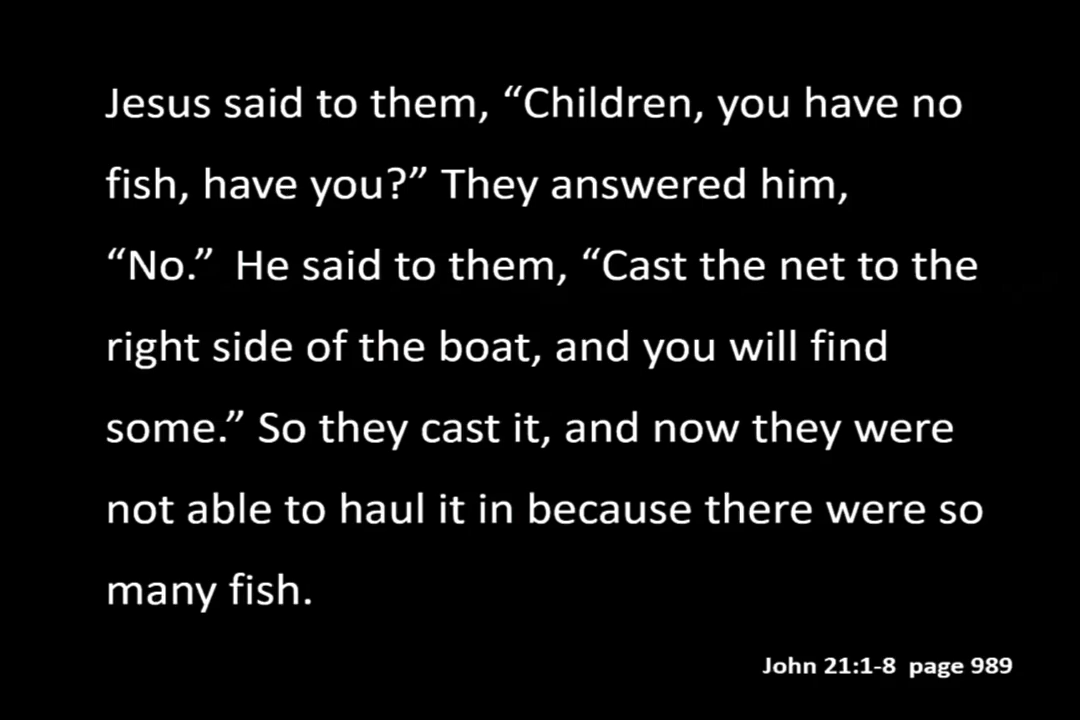 Jesus said to them, “Children, you have no
fish, have you?” They answered him,
“No.”  He said to them, “Cast the net to the
right side of the boat, and you will find
some.” So they cast it, and now they were
not able to haul it in because there were so
many fish.
John 21:1-8  page 989